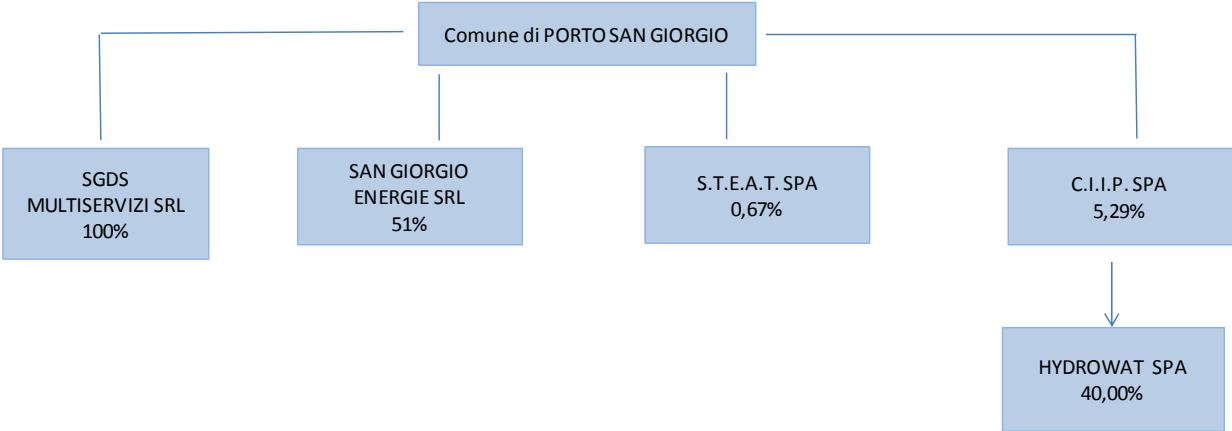 Comune di PORTO SAN GIORGIO
SGDS
MULTISERVIZI SRL
100%
SAN GIORGIO
ENERGIE SRL
51%
S.T.E.A.T. SPA
0,67%
C.I.I.P. SPA
5,29%
HYDROWAT SPA
40,00%